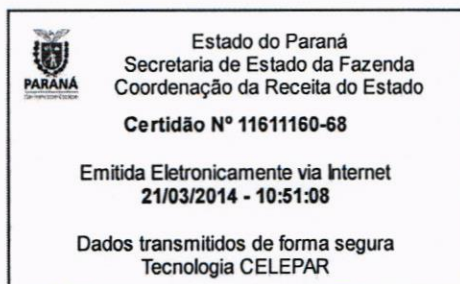 PARANÁ
Estado do Paraná
Secretaria de Estado da Fazenda
Coordenação da Receita do Estado
Certidão Nº 11611160-68
Emitida Eletronicamente via Internet
21/03/2014 - 10:51:08
Dados transmitidos de forma segura
Tecnologia CELEPAR